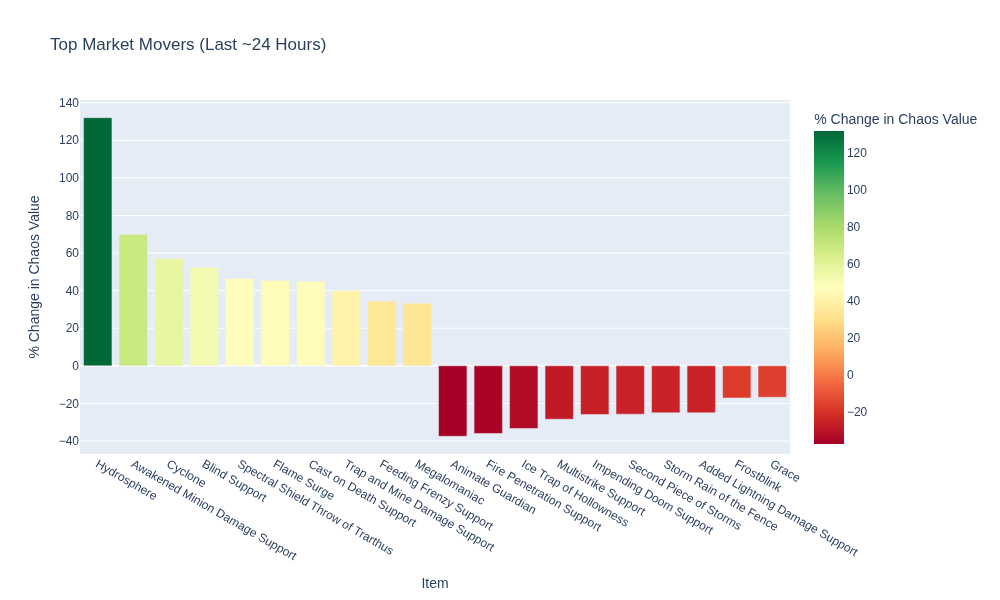 Top Market Movers (Last ~24 Hours)
% Change in Chaos Value
140
120
100
80
60
40
20
0
−20
−40
Hydrosphere
Awakened Minion Damage Support
Cyclone
Blind Support
Spectral Shield Throw of Trarthus
Flame Surge
Cast on Death Support
Trap and Mine Damage Support
Feeding Frenzy Support
Megalomaniac
Animate Guardian
Fire Penetration Support
Ice Trap of Hollowness
Multistrike Support
Impending Doom Support
Second Piece of Storms
Storm Rain of the Fence
Added Lightning Damage Support
Frostblink
Grace
Item
% Change in Chaos Value
120
100
80
60
40
20
0
−20